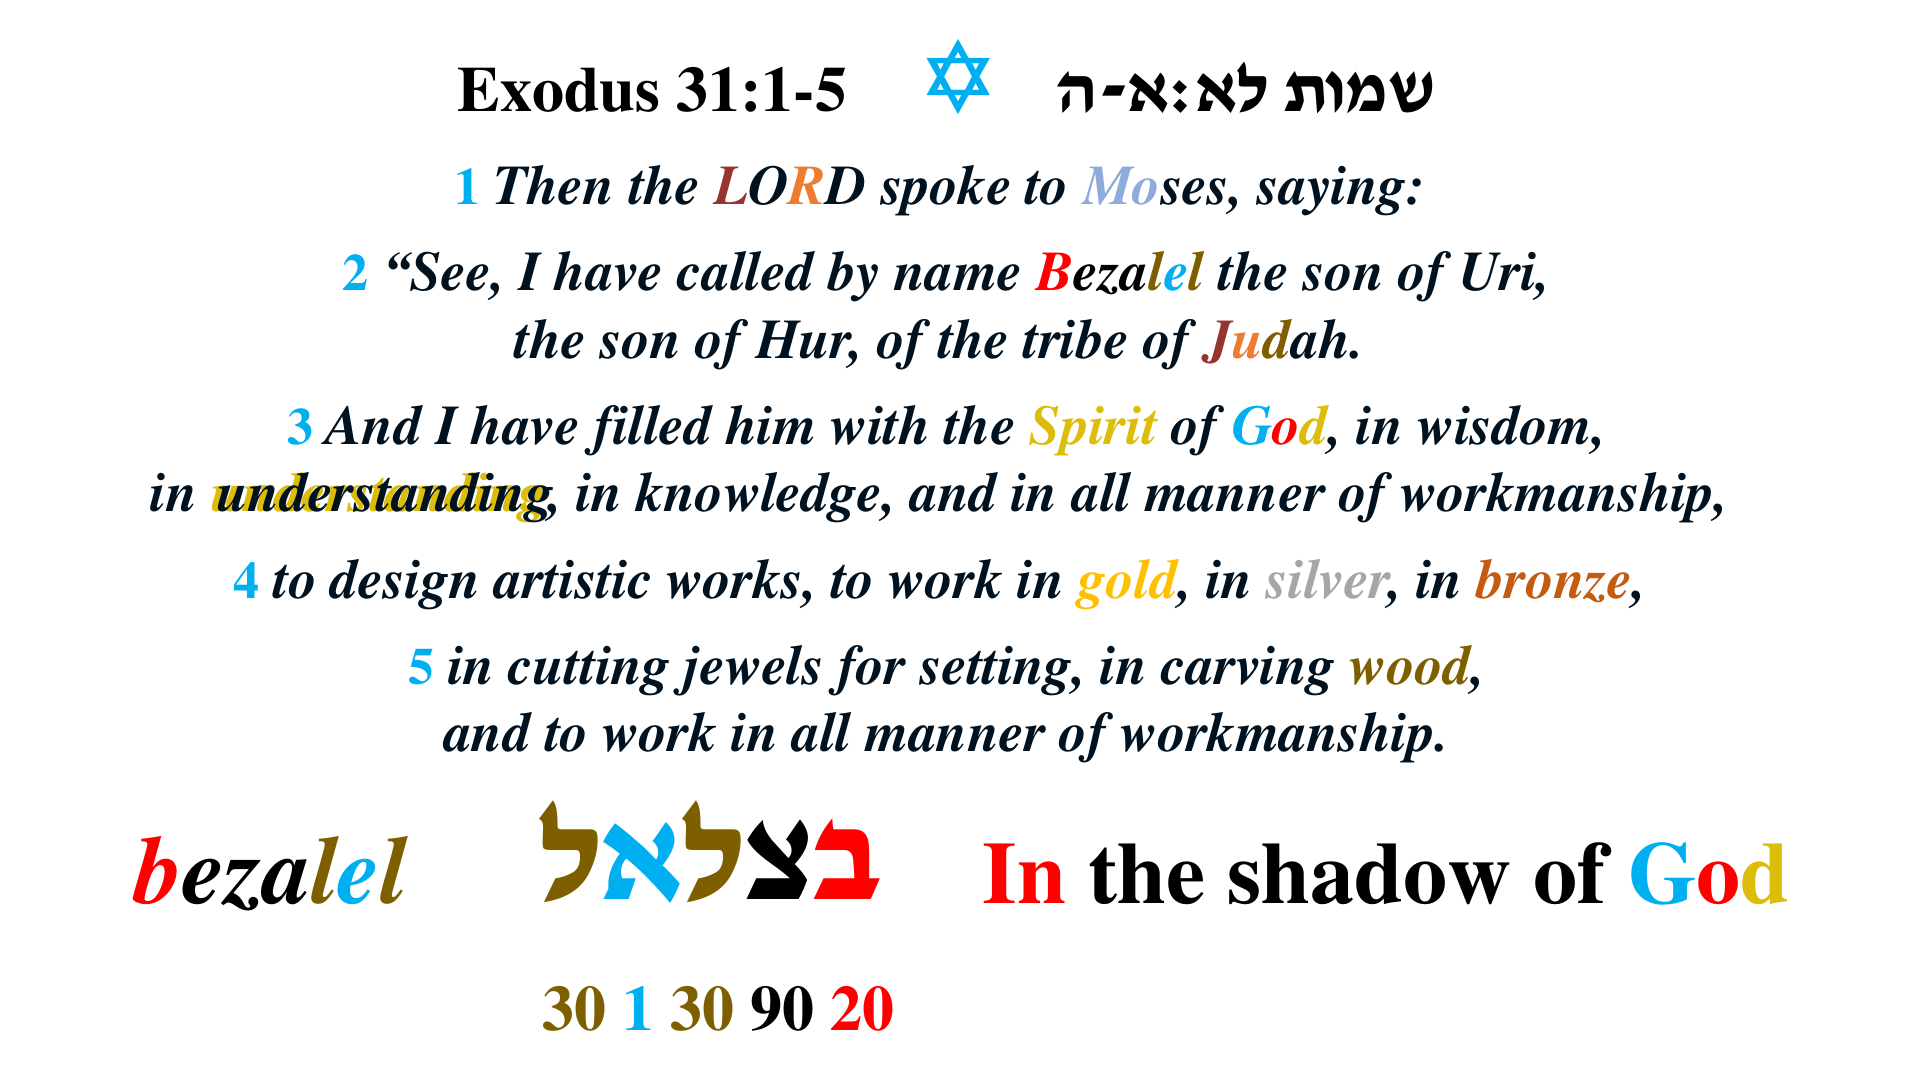 Exodus 31:1-5 ✡ שמות לא:א-ה
1 Then the LORD spoke to Moses, saying:
2 “See, I have called by name Bezalel the son of Uri,
the son of Hur, of the tribe of Judah.
3 And I have filled him with the Spirit of God, in wisdom,
in understanding, in knowledge, and in all manner of workmanship,
4 to design artistic works, to work in gold, in silver, in bronze,
5 in cutting jewels for setting, in carving wood,
and to work in all manner of workmanship.
bezalel בצלאל In the shadow of God
30 1 30 90 20